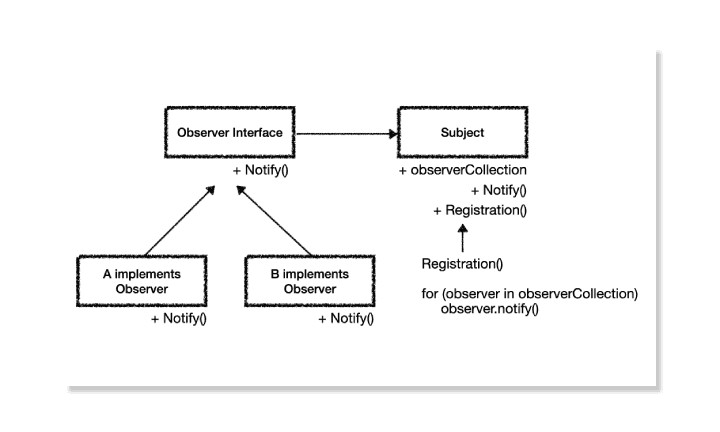 Observer Interface
+ Notify()
Subject
+ observerCollection
+ Notify()
+ Registration()
A implements
Observer
+ Notify()
B implements
Observer
+ Notify()
Registration()
for (observer in observerCollection)
observer.notify()